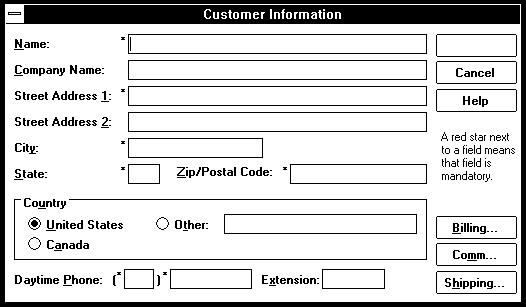 Customer Information
Name: *
Company Name:
Cancel
Street Address 1: *
Help
Street Address 2:
A red star next
to a field means
that field is
mandatory.
City: *
State: * Zip/Postal Code: *
Country
United States Other:
Canada
Billing...
Comm...
Daytime Phone: (* )* Extension:
Shipping...